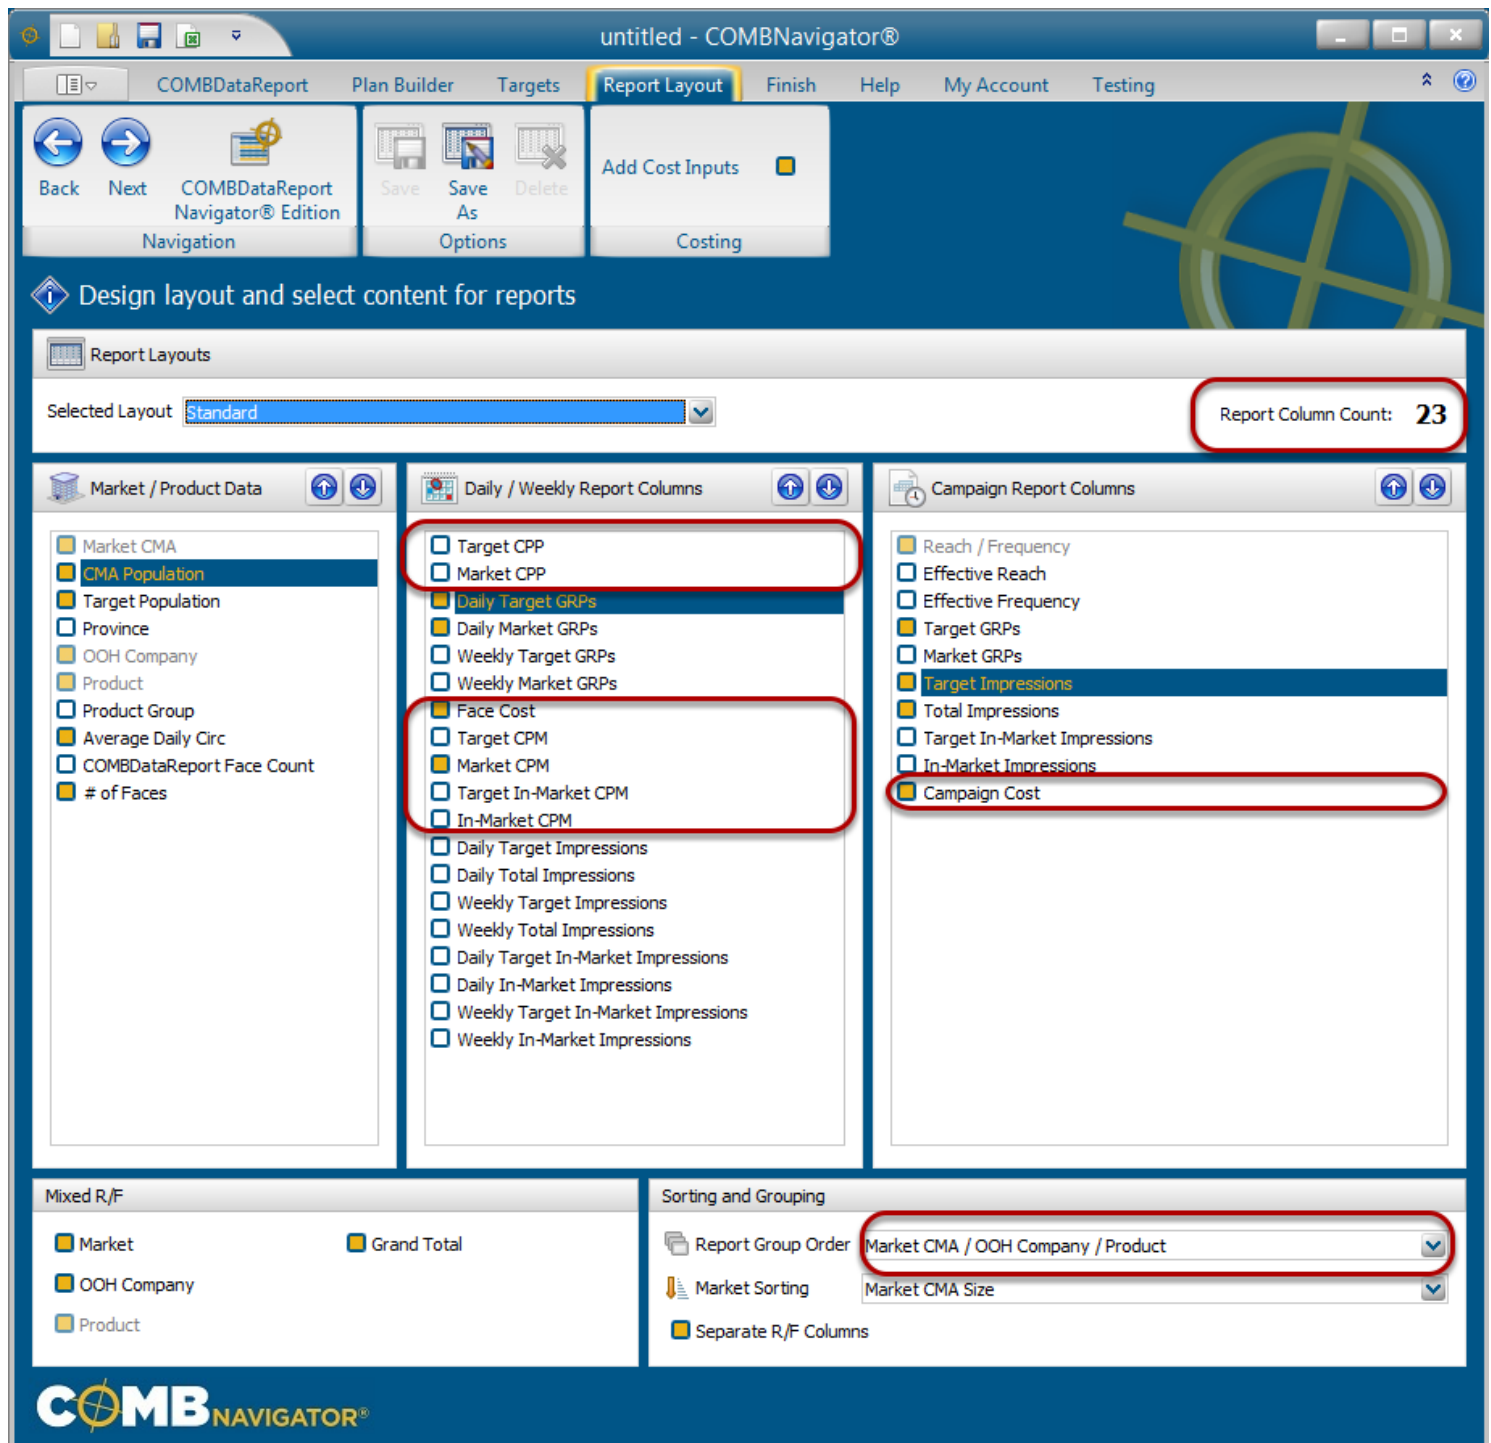 untitled - COMBNavigator®
COMBDataReport Plan Builder Targets Report Layout Finish Help My Account Testing
Back Next COMBDataReport Navigator® Edition
Save Save As Delete
Add Cost Inputs
Navigation Options Costing
Design layout and select content for reports
Report Layouts
Selected Layout Standard
Report Column Count: 23
Market / Product Data
Market CMA
CMA Population
Target Population
Province
OOH Company
Product
Product Group
Average Daily Circ
COMBDataReport Face Count
# of Faces
Daily / Weekly Report Columns
Target CPP
Market CPP
Daily Target GRPs
Daily Market GRPs
Weekly Target GRPs
Weekly Market GRPs
Face Cost
Target CPM
Market CPM
Target In-Market CPM
In-Market CPM
Daily Target Impressions
Daily Total Impressions
Weekly Target Impressions
Weekly Total Impressions
Daily Target In-Market Impressions
Daily In-Market Impressions
Weekly Target In-Market Impressions
Weekly In-Market Impressions
Campaign Report Columns
Reach / Frequency
Effective Reach
Effective Frequency
Target GRPs
Market GRPs
Target Impressions
Total Impressions
Target In-Market Impressions
In-Market Impressions
Campaign Cost
Mixed R/F
Market Grand Total
OOH Company
Product
Sorting and Grouping
Report Group Order Market CMA / OOH Company / Product
Market Sorting Market CMA Size
Separate R/F Columns
COMB NAVIGATOR®